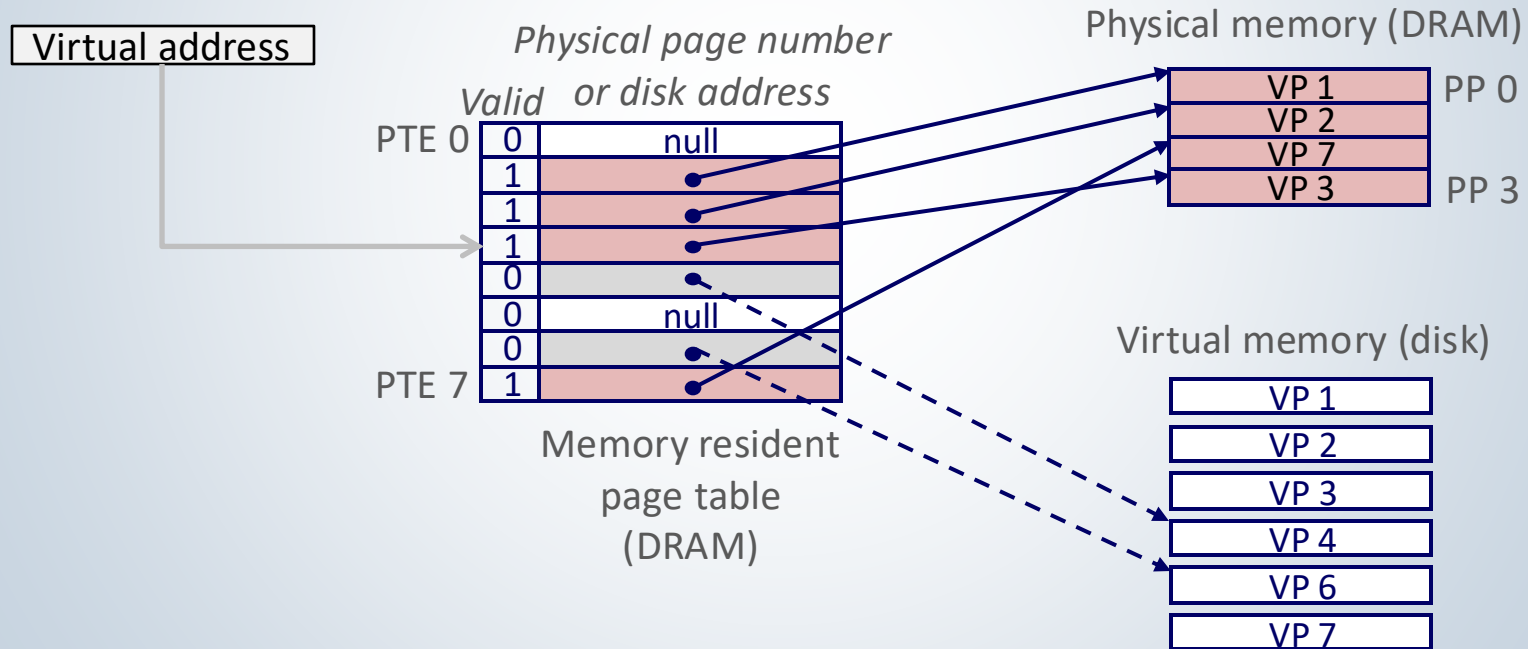 Virtual address
Physical page number
or disk address
Valid
PTE 0
0
null
1
1
1
0
0
null
0
PTE 7
1
Memory resident
page table
(DRAM)
Physical memory (DRAM)
VP 1
PP 0
VP 2
VP 7
VP 3
PP 3
Virtual memory (disk)
VP 1
VP 2
VP 3
VP 4
VP 6
VP 7